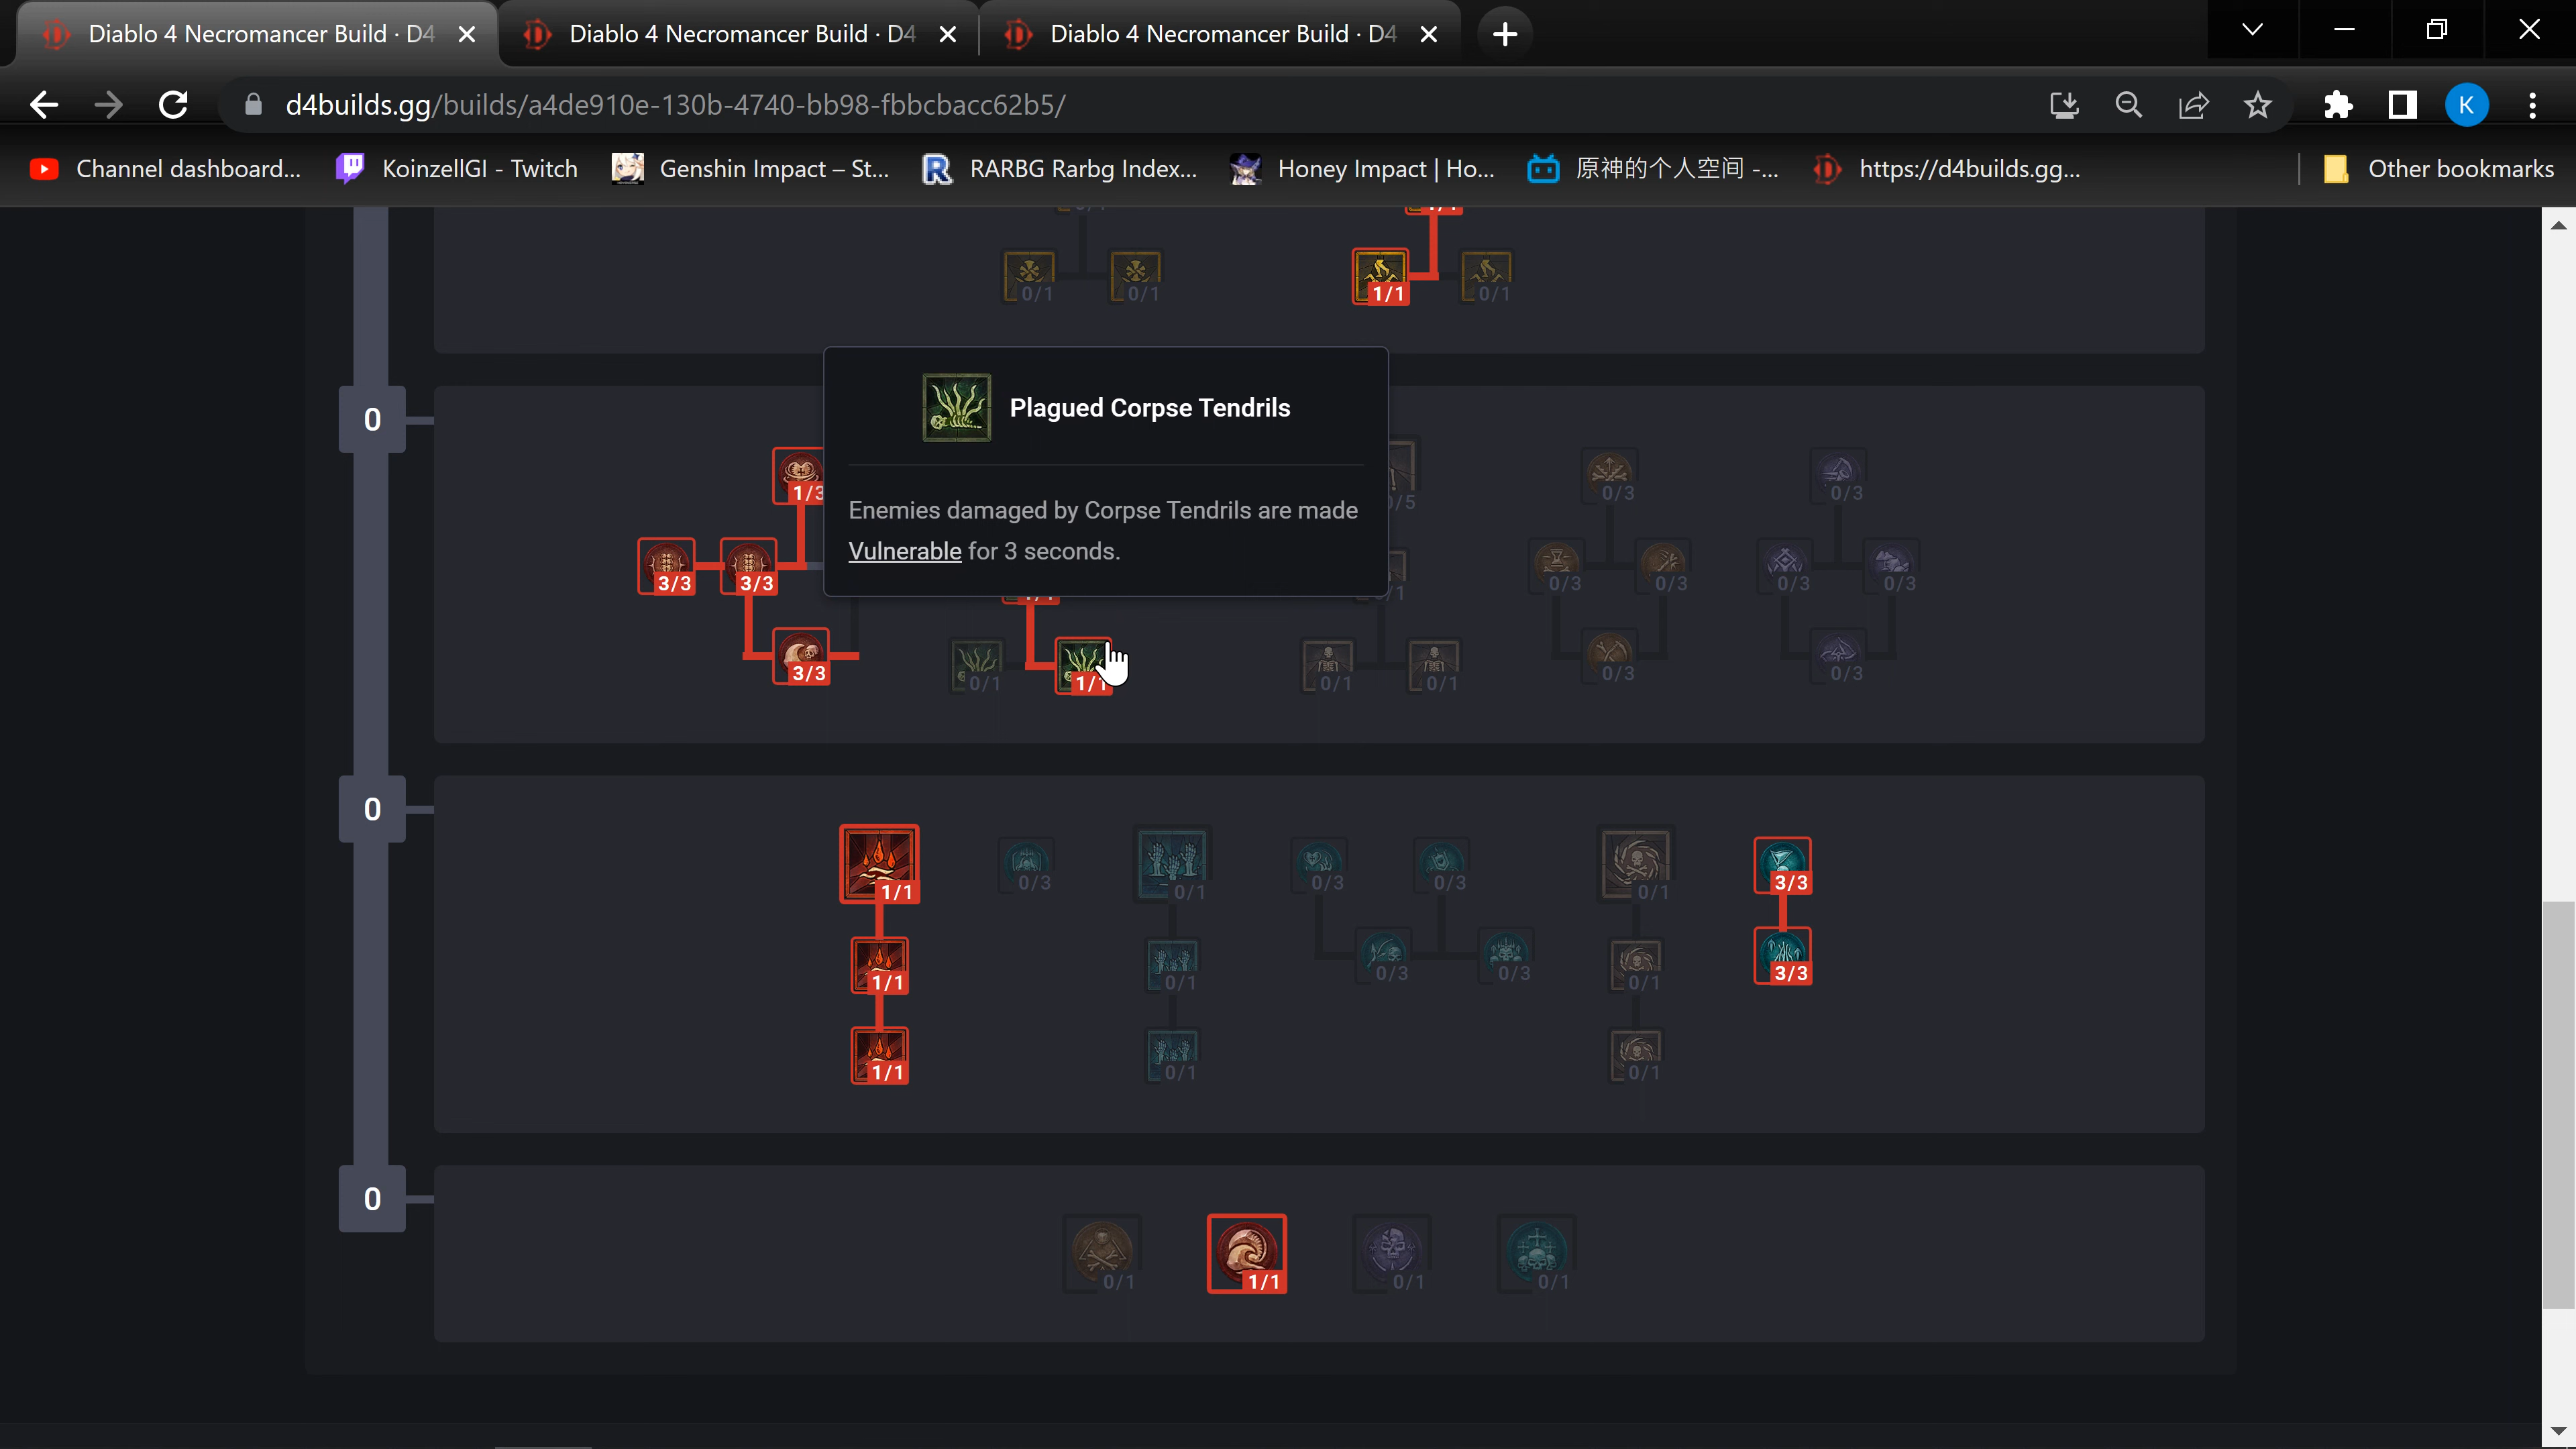 Diablo 4 Necromancer Build · D4
Diablo 4 Necromancer Build · D4
Diablo 4 Necromancer Build · D4
d4builds.gg/builds/a4de910e-130b-4740-bb98-fbbcbacc62b5/
K
Channel dashboard...
KoinzellGI - Twitch
Genshin Impact – St...
RARBG Rarbg Index...
Honey Impact | Ho...
原神的个人空间 -...
https://d4builds.gg...
Other bookmarks
0/1 0/1 1/1 0/1
0
Plagued Corpse Tendrils
Enemies damaged by Corpse Tendrils are made
Vulnerable for 3 seconds.
1/3 /5 0/3 0/3
3/3 3/3 /1 0/3 0/3 0/3 0/3
3/3 0/1 1/1 0/1 0/1 0/3 0/3
0
1/1 0/3 0/1 0/3 0/3 0/1 3/3
1/1 0/1 0/3 0/3 0/1 3/3
1/1 0/1 0/1
0
0/1 1/1 0/1 0/1